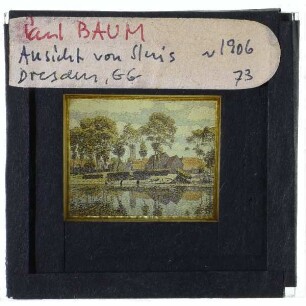 Paul BAUM
Ansicht von Sluis ~1906
Dresden, GG 73